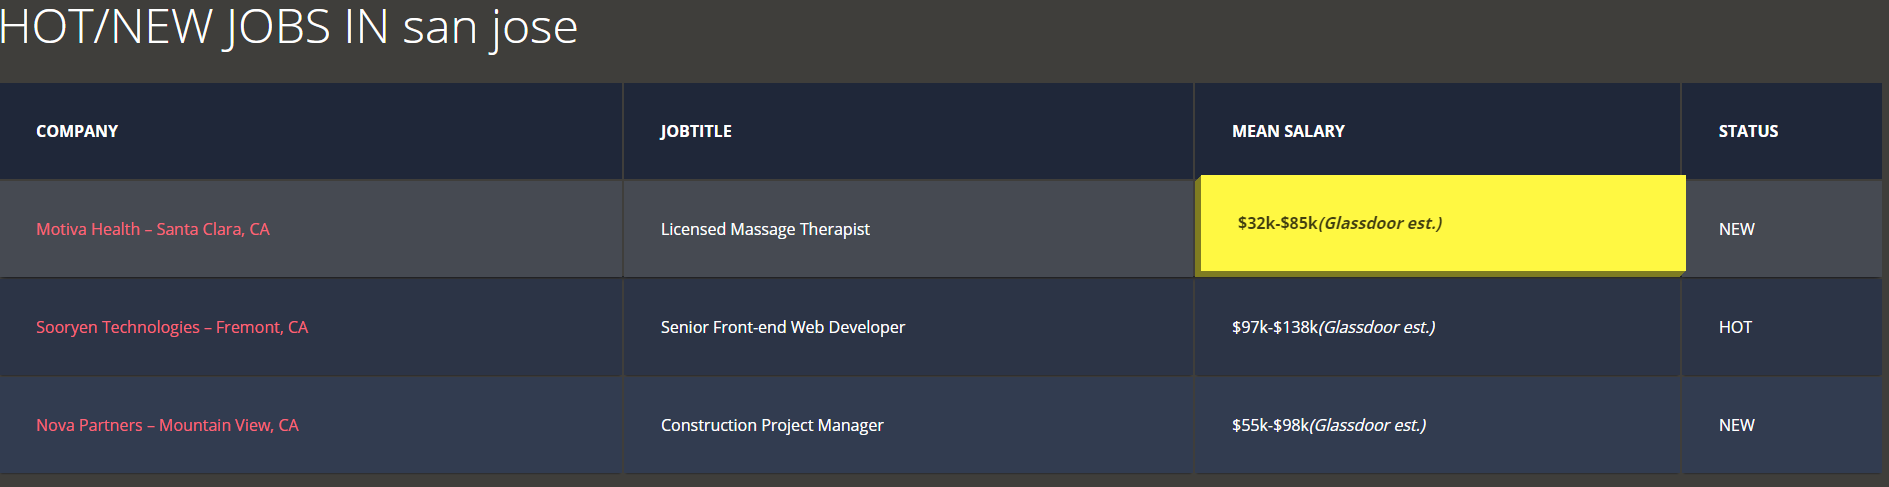 HOT/NEW JOBS IN san jose
COMPANY JOBTITLE MEAN SALARY STATUS
Motiva Health – Santa Clara, CA Licensed Massage Therapist $32k-$85k(Glassdoor est.) NEW
Sooryen Technologies – Fremont, CA Senior Front-end Web Developer $97k-$138k(Glassdoor est.) HOT
Nova Partners – Mountain View, CA Construction Project Manager $55k-$98k(Glassdoor est.) NEW